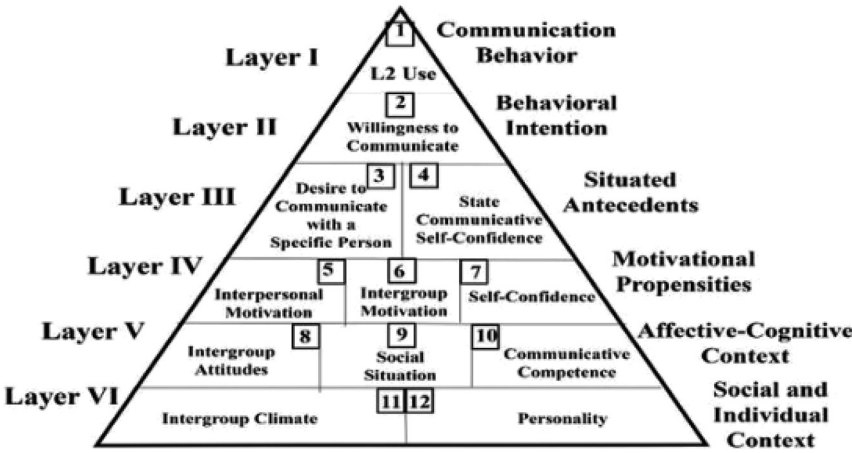 1
Communication
Behavior
Layer I
L2 Use
2
Behavioral
Intention
Layer II
Willingness to
Communicate
3
4
Situated
Antecedents
Layer III
Desire to
Communicate
with a
Specific Person
State
Communicative
Self-Confidence
Layer IV
5
6
7
Motivational
Propensities
Interpersonal
Motivation
Intergroup
Motivation
Self-Confidence
Layer V
8
9
10
Affective-Cognitive
Context
Intergroup
Attitudes
Social
Situation
Communicative
Competence
Layer VI
11
12
Social and
Individual
Context
Intergroup Climate
Personality